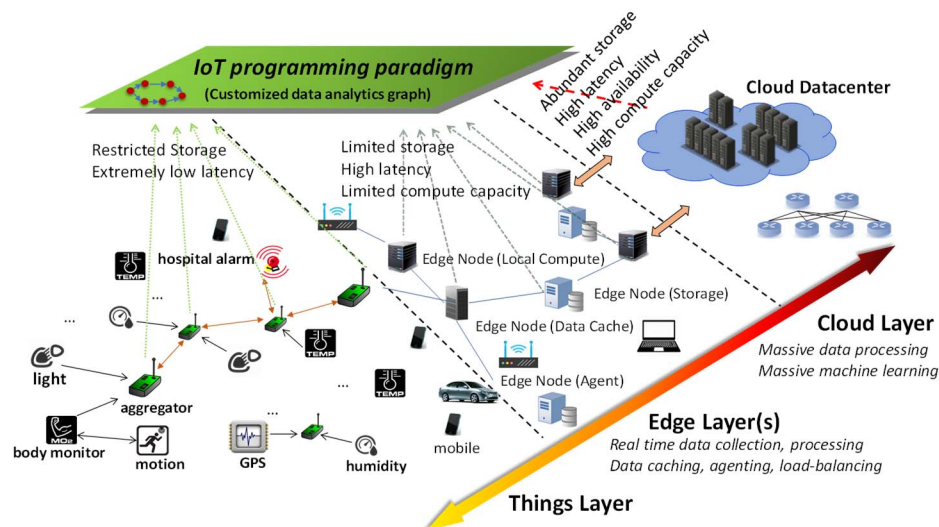 IoT programming paradigm
(Customized data analytics graph)
Abundant storage
High latency
High availability
High compute capacity
Cloud Datacenter
Restricted Storage
Extremely low latency
Limited storage
High latency
Limited compute capacity
hospital alarm
TEMP
Edge Node (Local Compute)
...
Edge Node (Storage)
...
Edge Node (Data Cache)
TEMP
Cloud Layer
Massive data processing
Massive machine learning
light
...
TEMP
Edge Node (Agent)
aggregator
...
MO2
body monitor
motion
GPS
humidity
mobile
Edge Layer(s)
Real time data collection, processing
Data caching, agenting, load-balancing
Things Layer